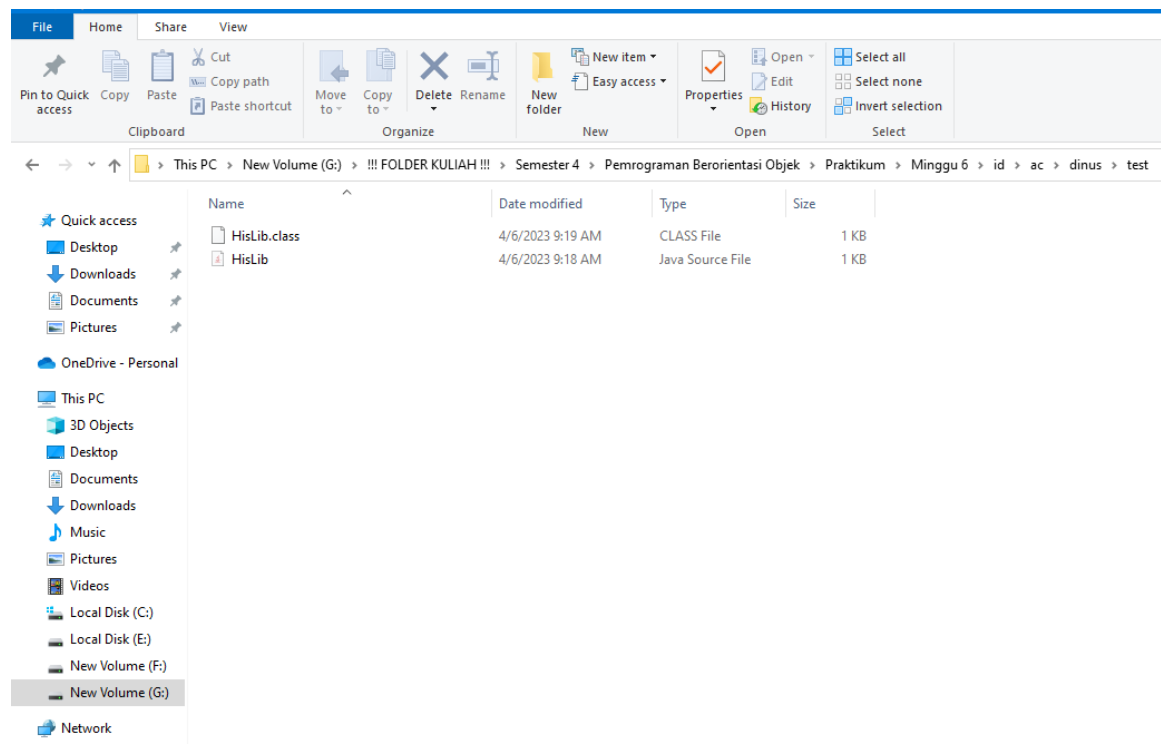 File Home Share View
Pin to Quick access
Copy
Paste
Cut
Copy path
Paste shortcut
Clipboard
Move to
Copy to
Delete
Rename
Organize
New folder
New item
Easy access
New
Properties
Open
Edit
History
Open
Select all
Select none
Invert selection
Select
This PC > New Volume (G:) > !!! FOLDER KULIAH !!! > Semester 4 > Pemrograman Berorientasi Objek > Praktikum > Minggu 6 > id > ac > dinus > test
Quick access
Desktop
Downloads
Documents
Pictures
OneDrive - Personal
This PC
3D Objects
Desktop
Documents
Downloads
Music
Pictures
Videos
Local Disk (C:)
Local Disk (E:)
New Volume (F:)
New Volume (G:)
Network
Name Date modified Type Size
HisLib.class 4/6/2023 9:19 AM CLASS File 1 KB
HisLib 4/6/2023 9:18 AM Java Source File 1 KB